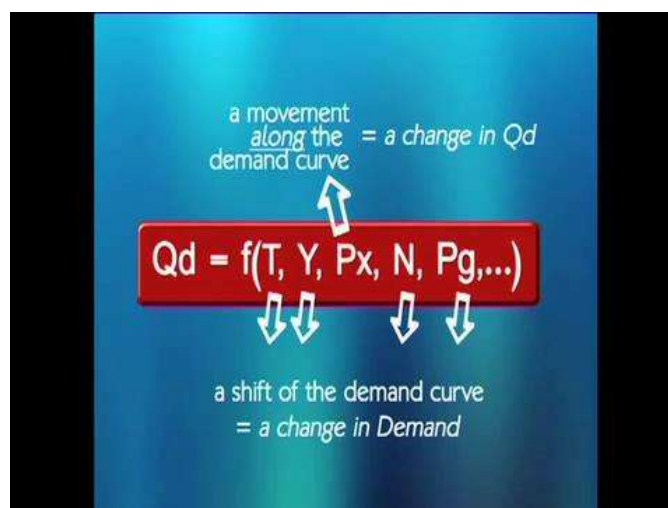 a movement
along the = a change in Qd
demand curve
Qd = f(T, Y, Px, N, Pg,...)
a shift of the demand curve
= a change in Demand